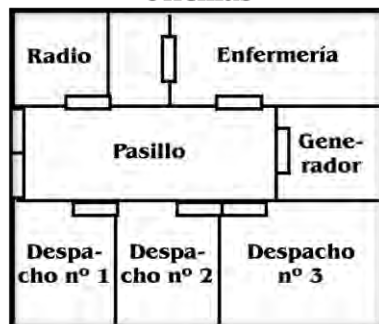 Radio
Enfermería
Pasillo
Gene-
rador
Despa-
cho nº 1
Despa-
cho nº 2
Despacho
nº 3